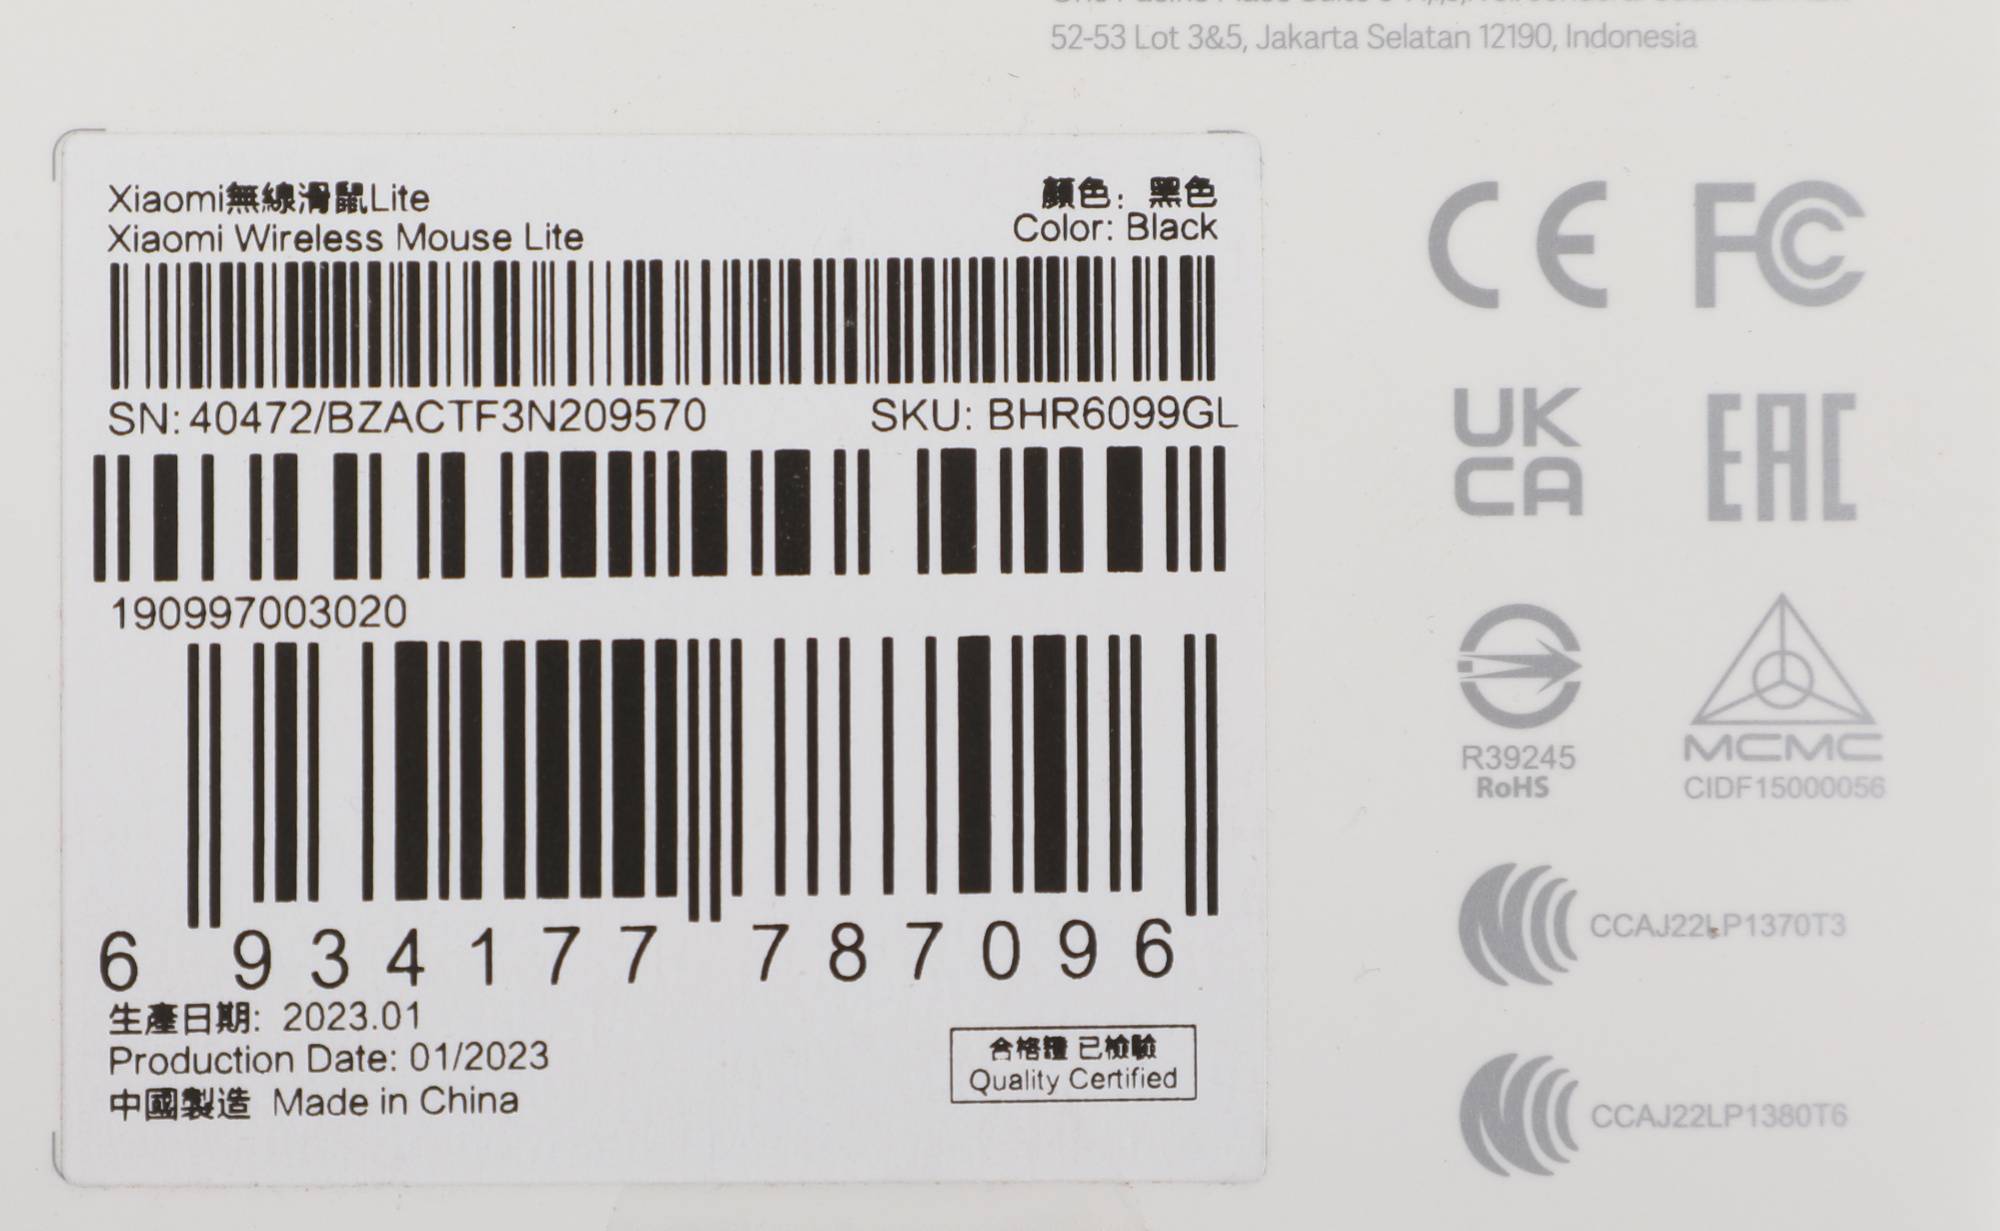 52-53 Lot 3&5, Jakarta Selatan 12190, Indonesia
Xiaomi無線滑鼠Lite
Xiaomi Wireless Mouse Lite
顏色: 黑色
Color: Black
SN: 40472/BZACTF3N209570
SKU: BHR6099GL
190997003020
6 934177 787096
生產日期: 2023.01
Production Date: 01/2023
中國製造 Made in China
合格證 已檢驗
Quality Certified
CE
FC
UK
CA
EAC
R39245
RoHS
MCMC
CIDF15000056
CCAJ22LP1370T3
CCAJ22LP1380T6